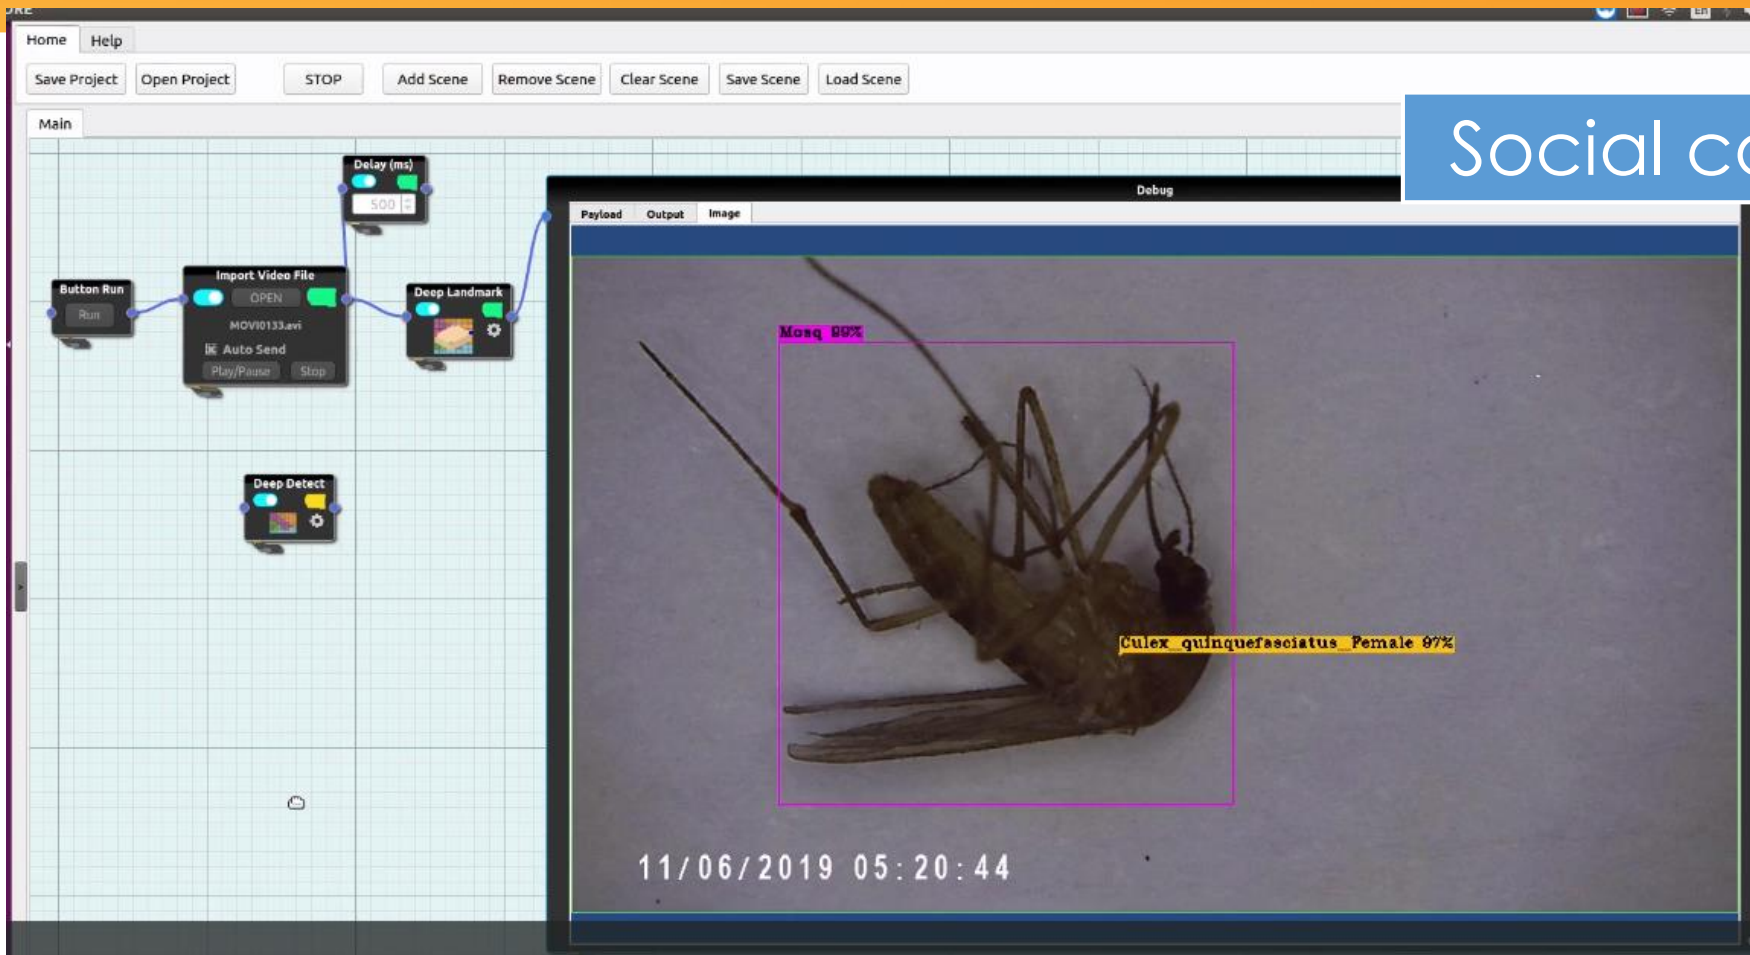 Home Help
Save Project Open Project STOP Add Scene Remove Scene Clear Scene Save Scene Load Scene
Main
Social
Delay (ms)
500
Debug
Payload Output Image
Button Run
Run
Import Video File
OPEN
MOVI0133.avi
Auto Send
Play/Pause Stop
Deep Landmark
Deep Detect
Mosq 99%
Culex_quinquefasciatus_Female 97%
11/06/2019 05:20:44
En